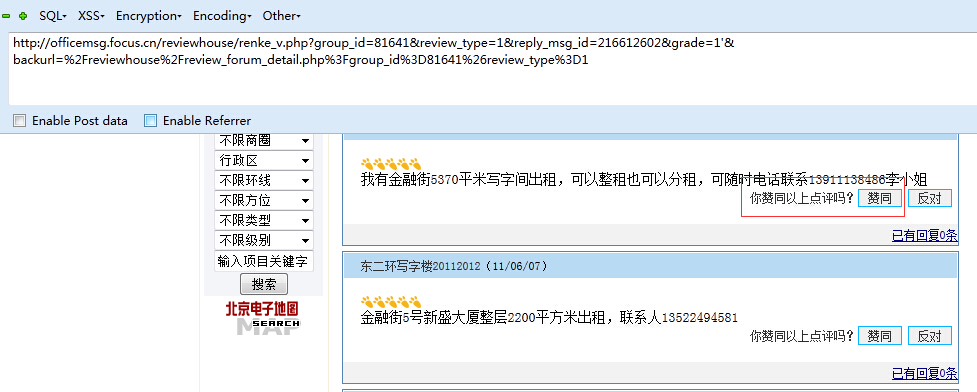 SQL XSS Encryption Encoding Other
http://officemsg.focus.cn/reviewhouse/renke_v.php?group_id=81641&review_type=1&reply_msg_id=216612602&grade=1'&
backurl=%2Freviewhouse%2Freview_forum_detail.php%3Fgroup_id%3D81641%26review_type%3D1
Enable Post data Enable Referrer
不限商圈
行政区
不限环线
不限方位
不限类型
不限级别
输入项目关键字
搜索
北京电子地图
MAP SEARCH
我有金融街5370平米写字间出租，可以整租也可以分租，可随时电话联系13911138486李小姐
你赞同以上点评吗？ 赞同 反对
已有回复0条
东二环写字楼20112012（11/06/07）
金融街5号新盛大厦整层2200平方米出租，联系人13522494581
你赞同以上点评吗？ 赞同 反对
已有回复0条